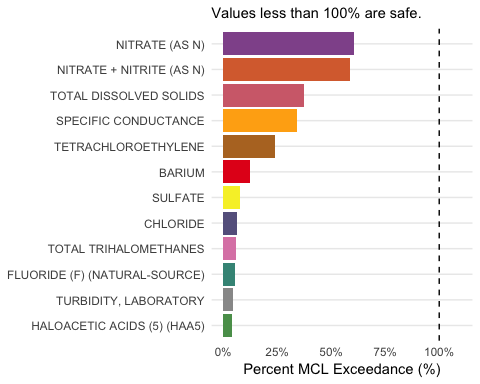 Values less than 100% are safe.
NITRATE (AS N)
NITRATE + NITRITE (AS N)
TOTAL DISSOLVED SOLIDS
SPECIFIC CONDUCTANCE
TETRACHLOROETHYLENE
BARIUM
SULFATE
CHLORIDE
TOTAL TRIHALOMETHANES
FLUORIDE (F) (NATURAL-SOURCE)
TURBIDITY, LABORATORY
HALOACETIC ACIDS (5) (HAA5)
0% 25% 50% 75% 100%
Percent MCL Exceedance (%)